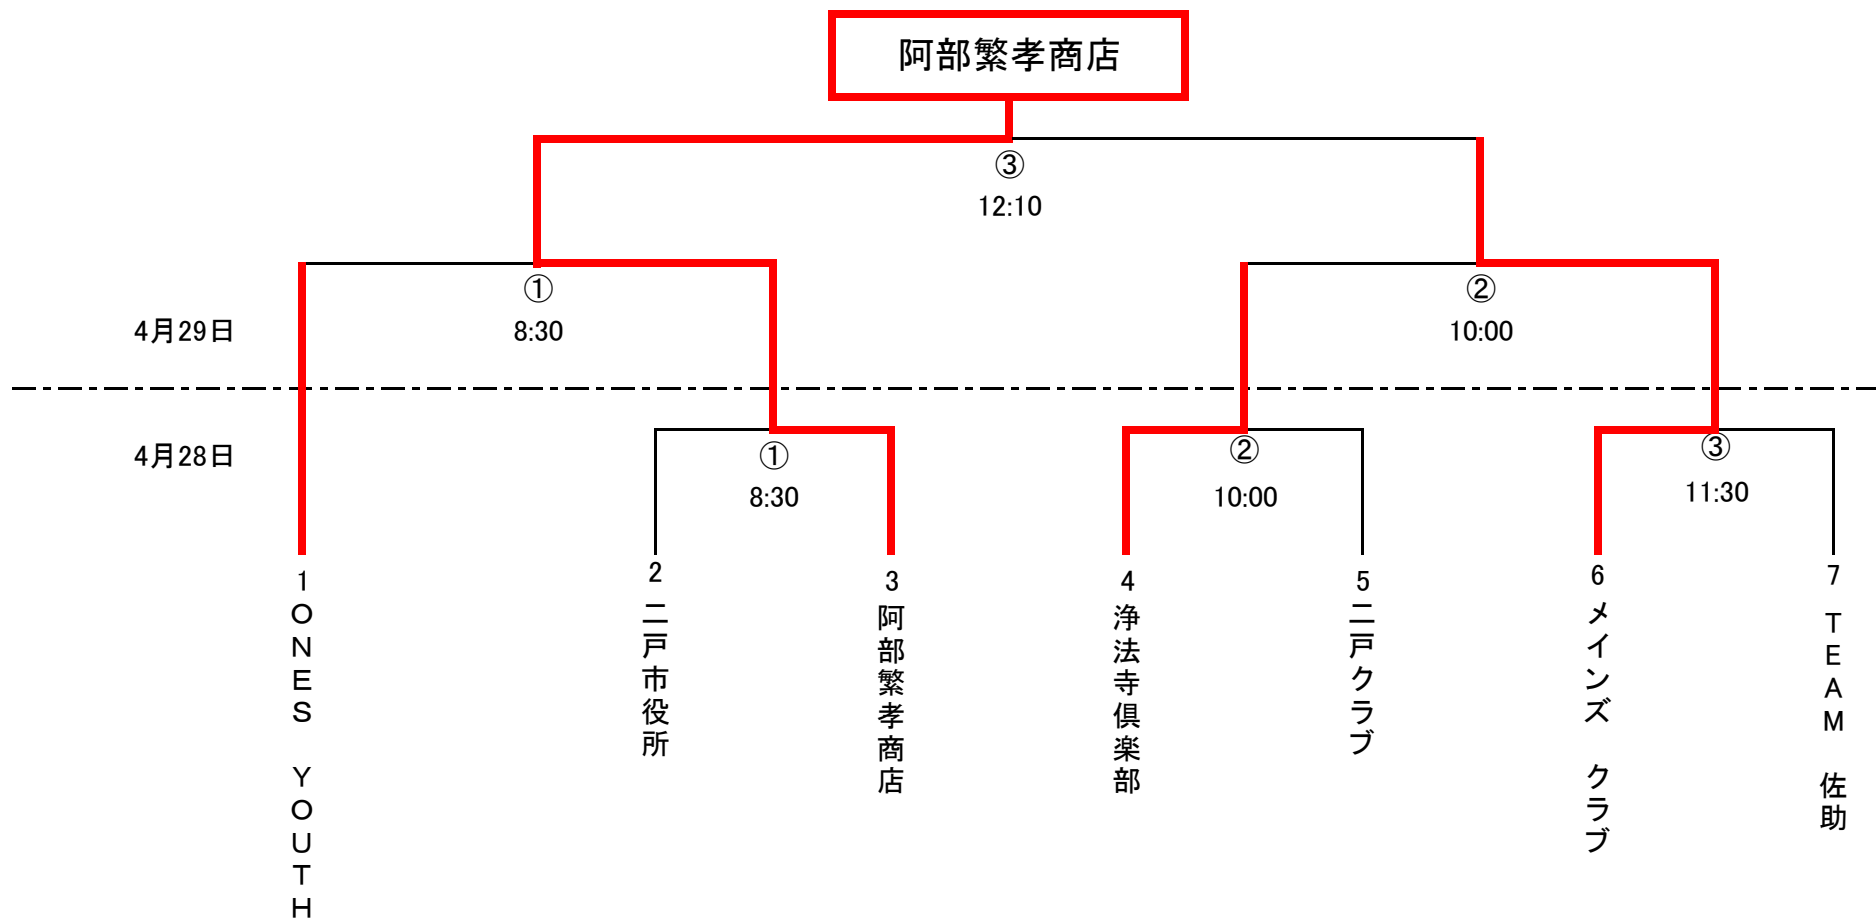 阿部繁孝商店
③
12:10
①
②
4月29日
8:30
10:00
4月28日
①
②
③
8:30
10:00
11:30
1
ONES YOUTH
2
二戸市役所
3
阿部繁孝商店
4
浄法寺倶楽部
5
二戸クラブ
6
メインズ クラブ
7
TEAM 佐助